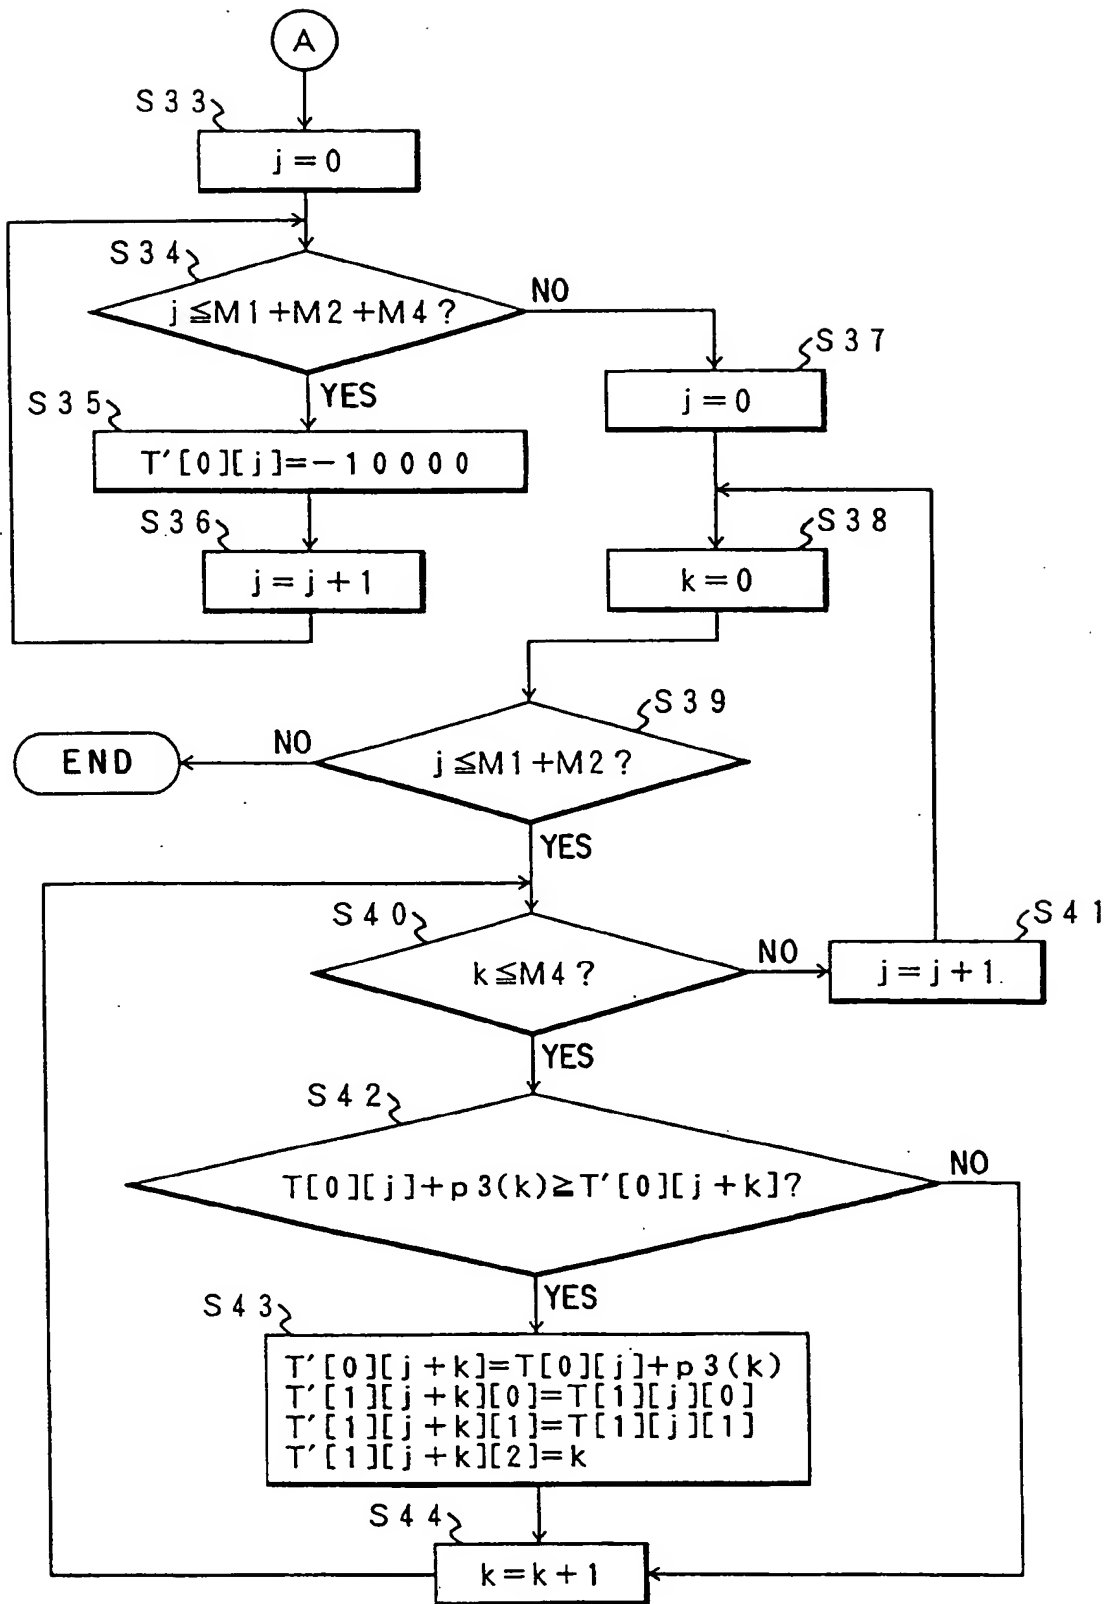 A
S33
j=0
S34
j≦M1+M2+M4?
NO
YES
S35
T'[0][j]=-10000
S36
j=j+1
S37
j=0
S38
k=0
S39
j≦M1+M2?
NO
END
YES
S40
k≦M4?
NO
S41
j=j+1
YES
S42
T[0][j]+p3(k)≧T'[0][j+k]?
NO
YES
S43
T'[0][j+k]=T[0][j]+p3(k)
T'[1][j+k][0]=T[1][j][0]
T'[1][j+k][1]=T[1][j][1]
T'[1][j+k][2]=k
S44
k=k+1